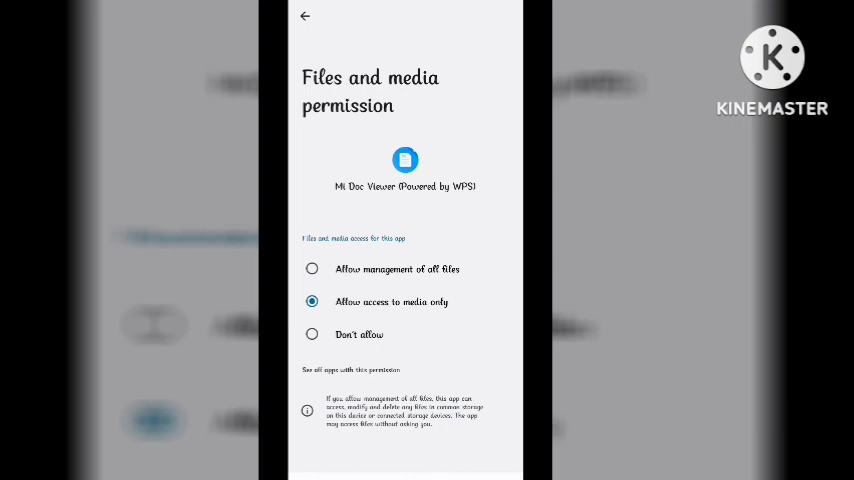 Files and media
permission
Mi Doc Viewer (Powered by WPS)
Files and media access for this app
Allow management of all files
Allow access to media only
Don't allow
See all apps with this permission
If you allow management of all files, this app can
access, modify and delete any files in common storage
on this device or connected storage devices. The app
may access files without asking you.
KINEMASTER